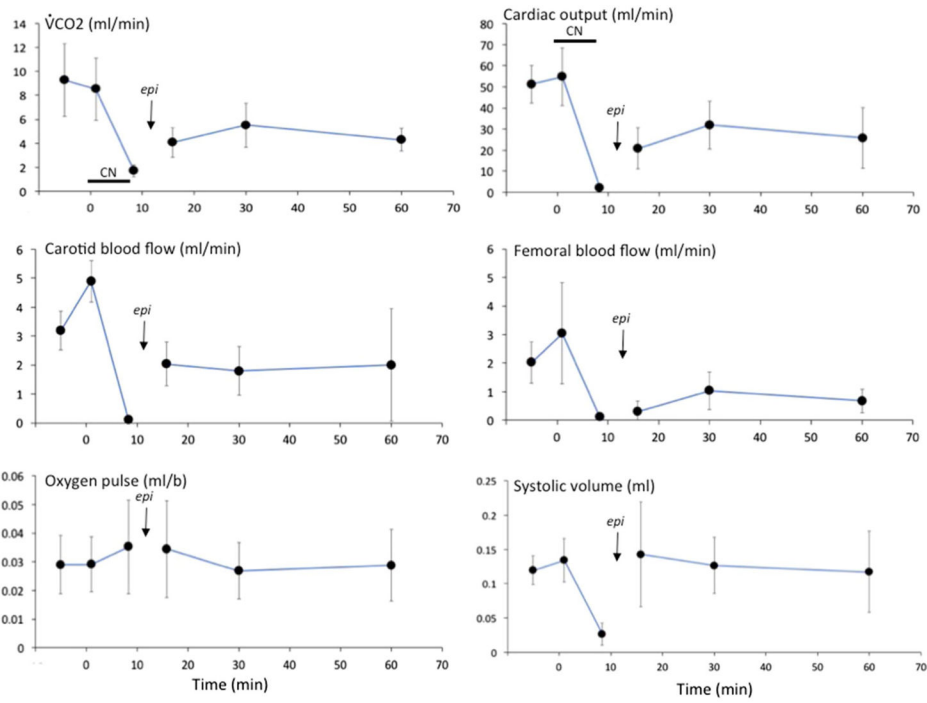 V̇CO2 (ml/min)
14
12
10
8
6
4
2
0
epi
CN
0 10 20 30 40 50 60 70
Cardiac output (ml/min)
CN
80
70
60
50
40
30
20
10
0
epi
0 10 20 30 40 50 60 70
Carotid blood flow (ml/min)
6
5
4
3
2
1
0
epi
0 10 20 30 40 50 60 70
Femoral blood flow (ml/min)
6
5
4
3
2
1
0
epi
0 10 20 30 40 50 60 70
Oxygen pulse (ml/b)
0.06
0.05
0.04
0.03
0.02
0.01
0
epi
0 10 20 30 40 50 60 70
Time (min)
Systolic volume (ml)
0.25
0.2
0.15
0.1
0.05
0
epi
0 10 20 30 40 50 60 70
Time (min)